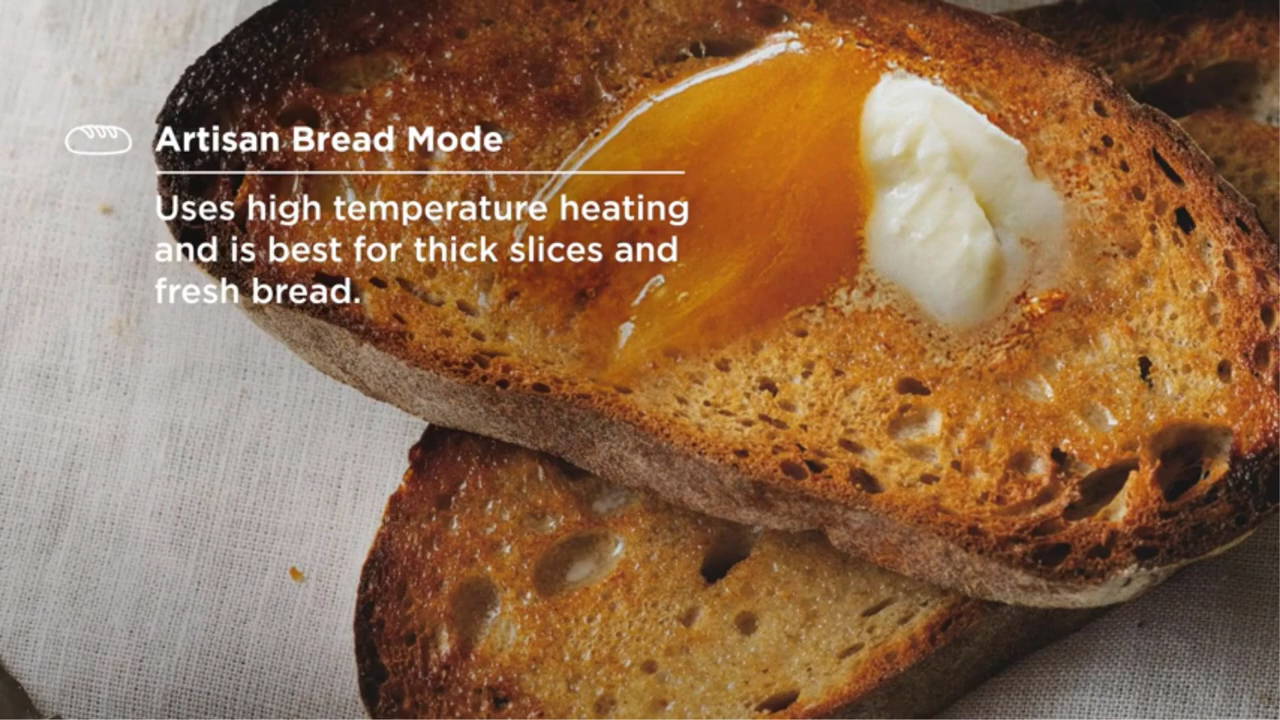 Artisan Bread Mode
Uses high temperature heating
and is best for thick slices and
fresh bread.